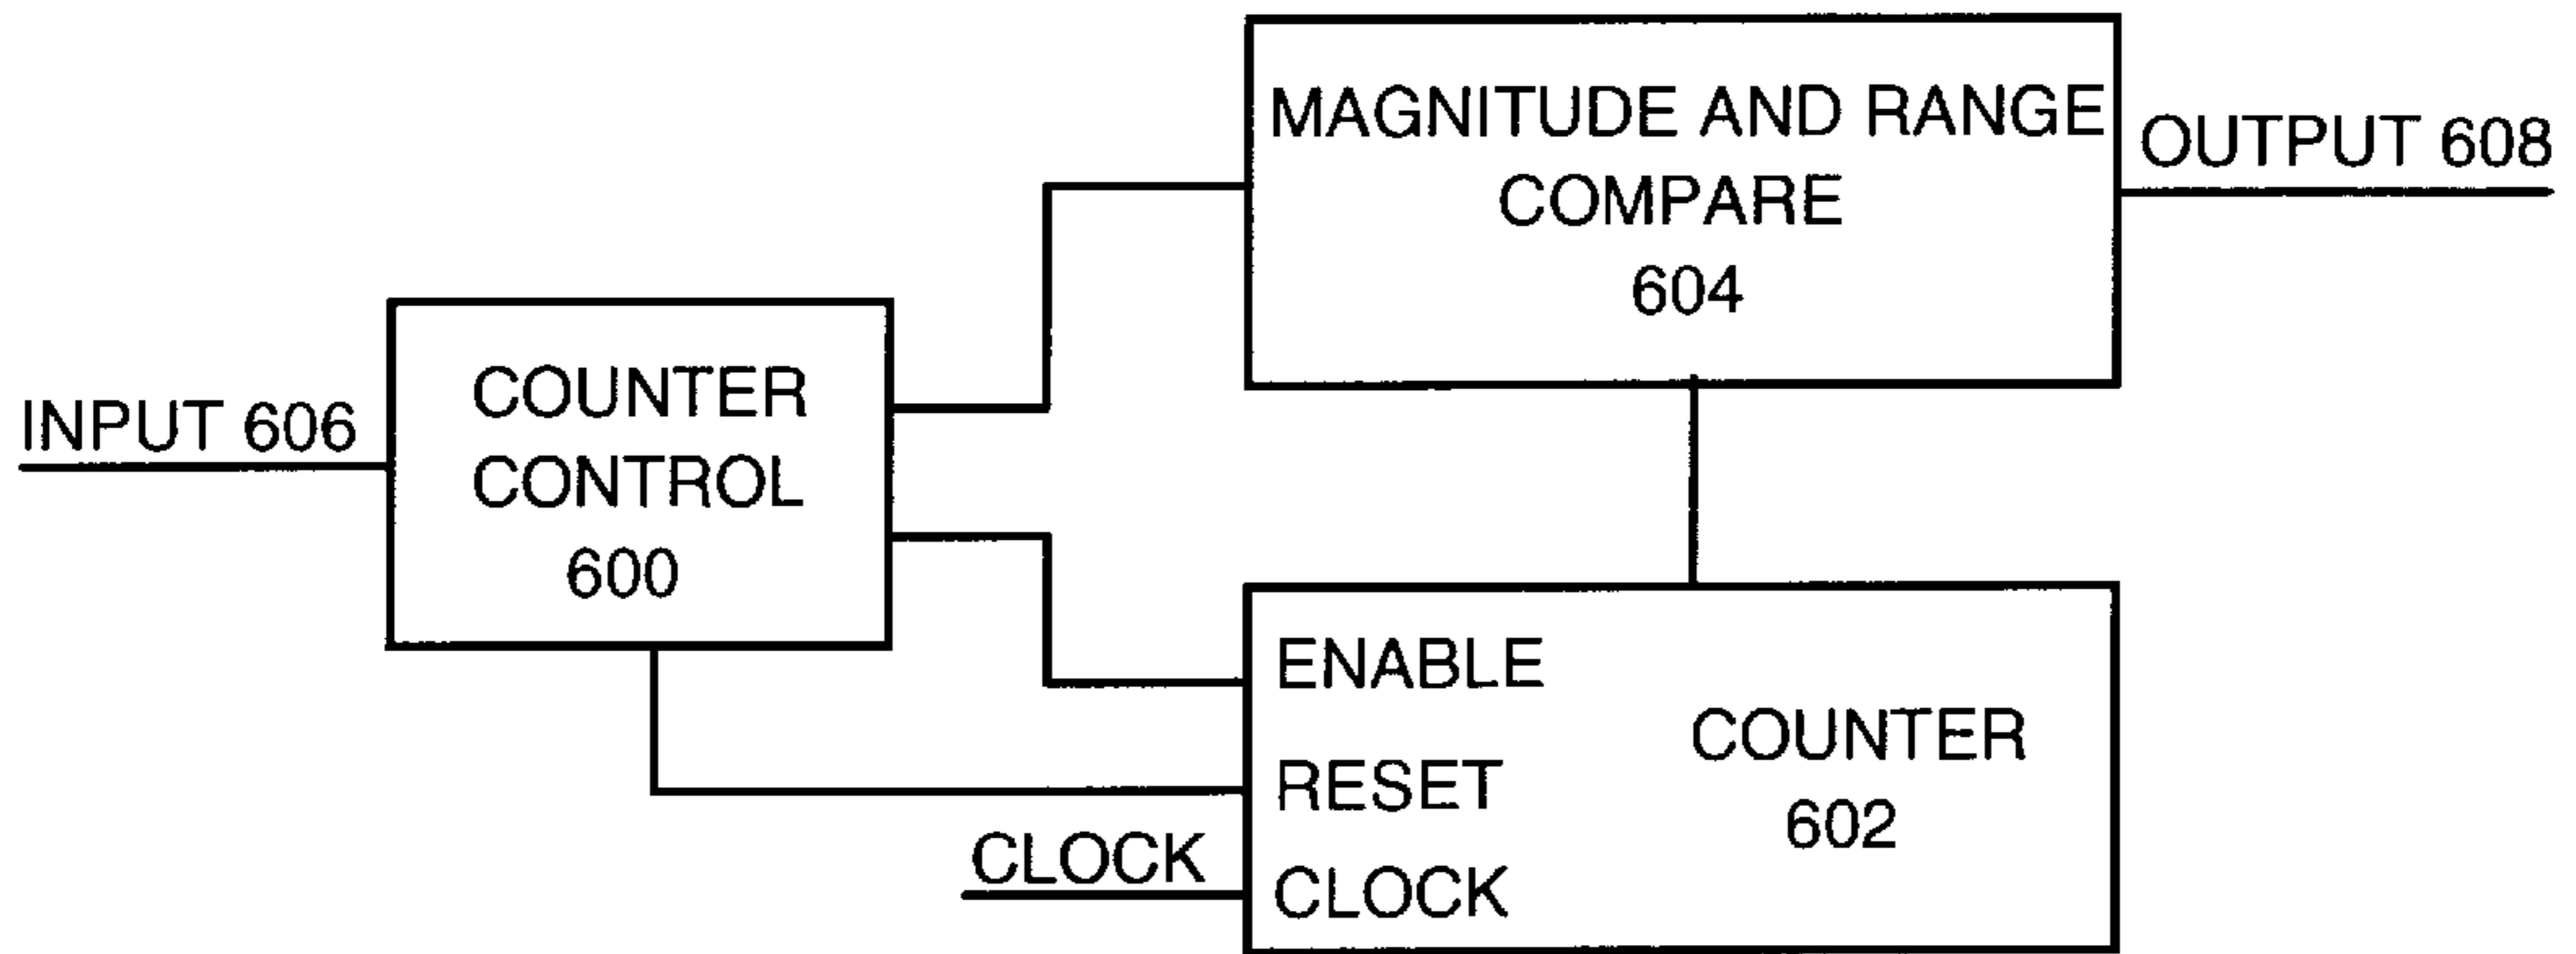 MAGNITUDE AND RANGE
COMPARE
604
OUTPUT 608
COUNTER
CONTROL
600
INPUT 606
ENABLE
RESET
CLOCK
COUNTER
602
CLOCK